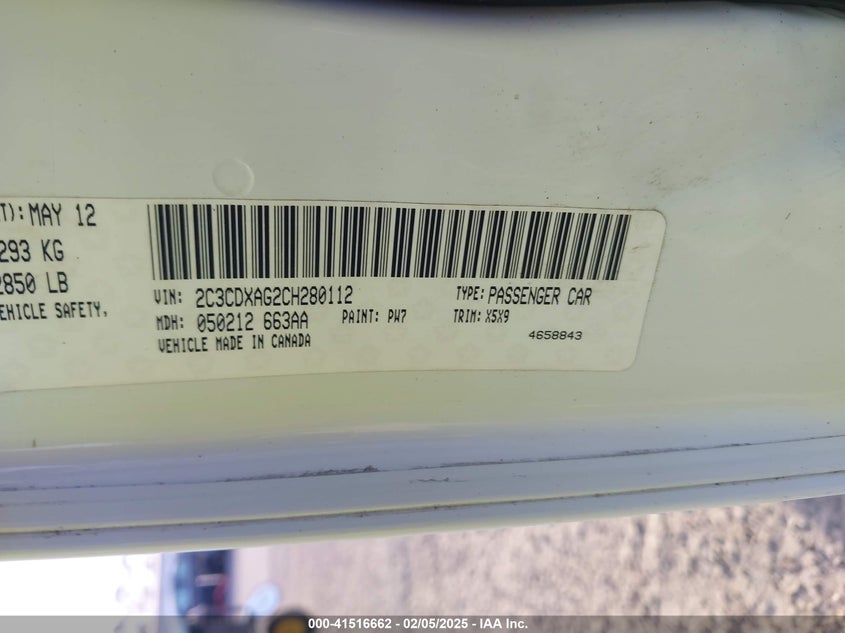 T): MAY 12
293 KG
2850 LB
EHICLE SAFETY,
VIN: 2C3CDXAG2CH280112
TYPE: PASSENGER CAR
MDH: 050212 663AA
PAINT: PW7
TRIM: X5X9
VEHICLE MADE IN CANADA
4658843
000-41516662 - 02/05/2025 - IAA Inc.